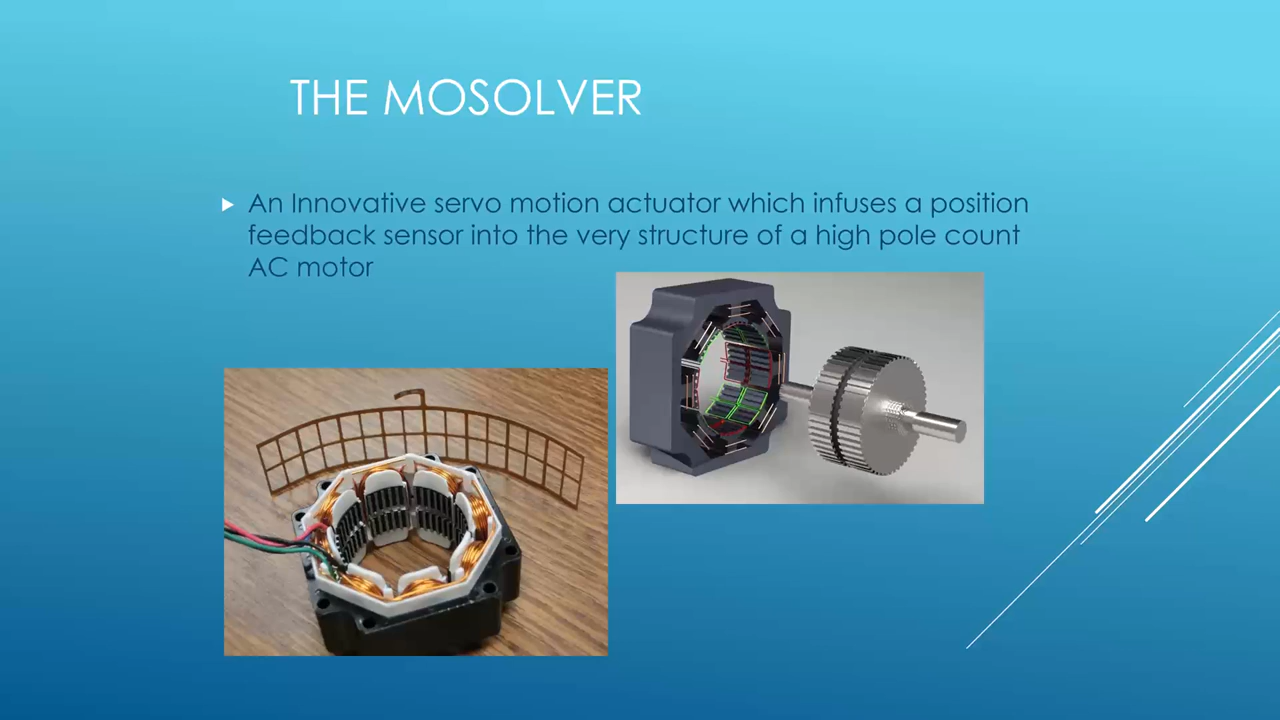 THE MOSOLVER
An Innovative servo motion actuator which infuses a position
feedback sensor into the very structure of a high pole count
AC motor